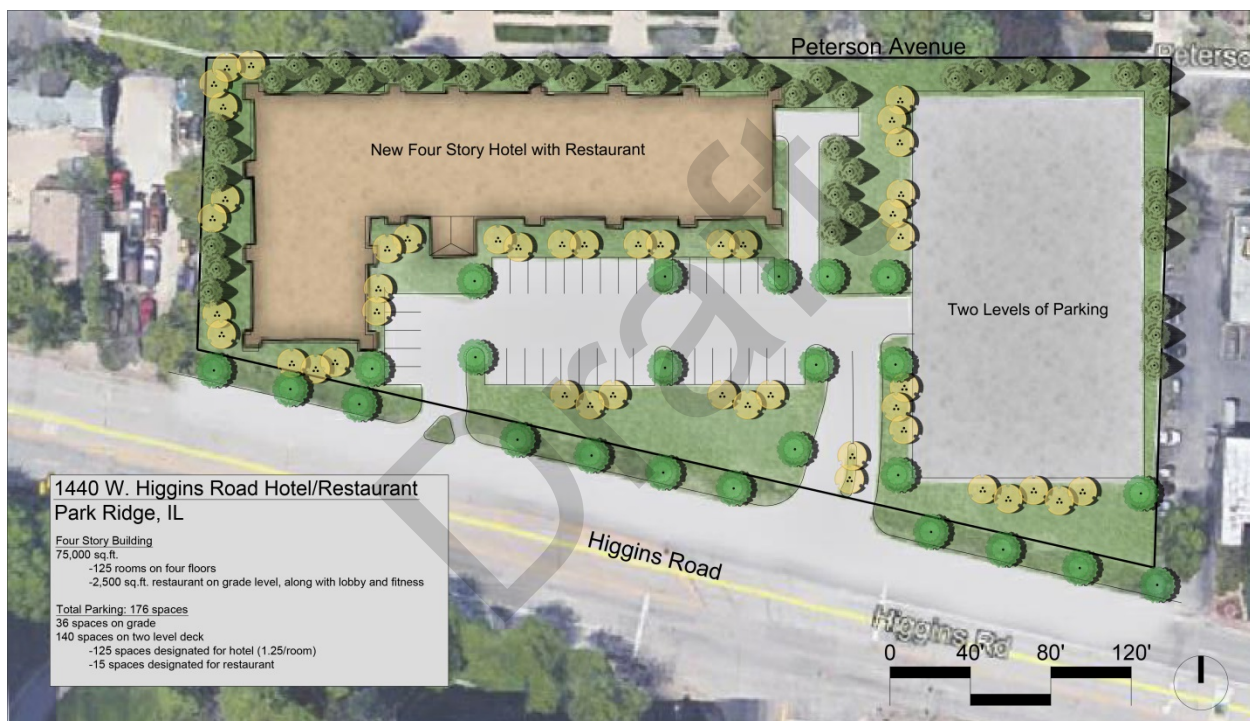 Peterson Avenue
New Four Story Hotel with Restaurant
Two Levels of Parking
Draft
1440 W. Higgins Road Hotel/Restaurant
Park Ridge, IL
Four Story Building
75,000 sq.ft.
-125 rooms on four floors
-2,500 sq.ft. restaurant on grade level, along with lobby and fitness
Total Parking: 176 spaces
36 spaces on grade
140 spaces on two level deck
-125 spaces designated for hotel (1.25/room)
-15 spaces designated for restaurant
Higgins Road
Higgins Rd
0 40' 80' 120'